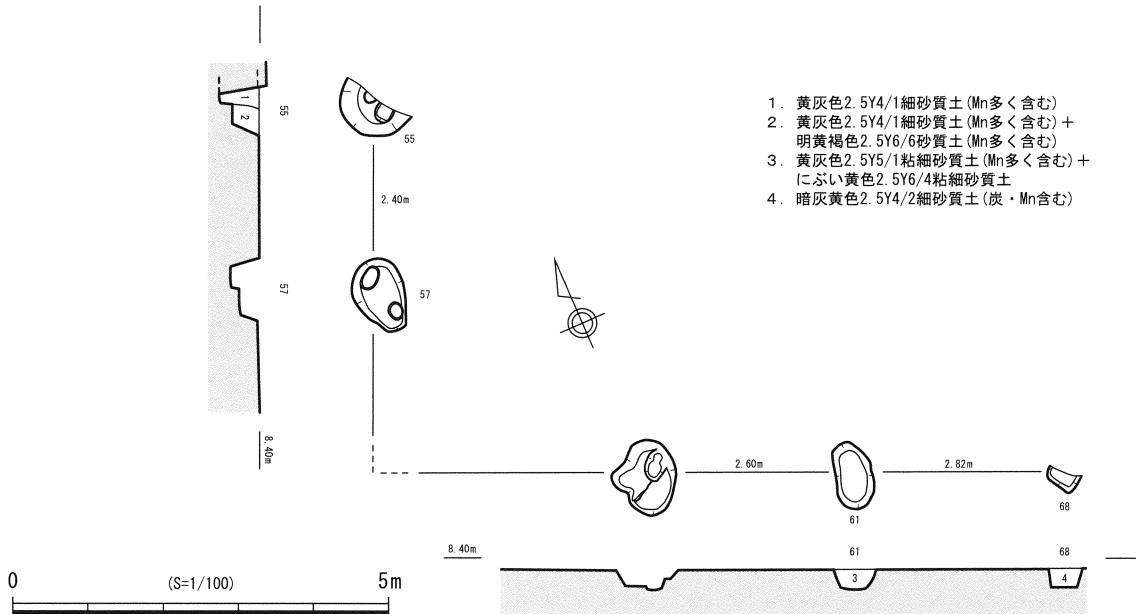 1. 黄灰色2.5Y4/1細砂質土(Mn多く含む)
2. 黄灰色2.5Y4/1細砂質土(Mn多く含む)+
明黄褐色2.5Y6/6砂質土(Mn多く含む)
3. 黄灰色2.5Y5/1粘細砂質土(Mn多く含む)+
にぶい黄色2.5Y6/4粘細砂質土
4. 暗灰黄色2.5Y4/2細砂質土(炭・Mn含む)
1
2
55
55
2.40m
57
57
8.40m
2.60m
2.82m
61
68
8.40m
61
68
3
4
0
(S=1/100)
5m